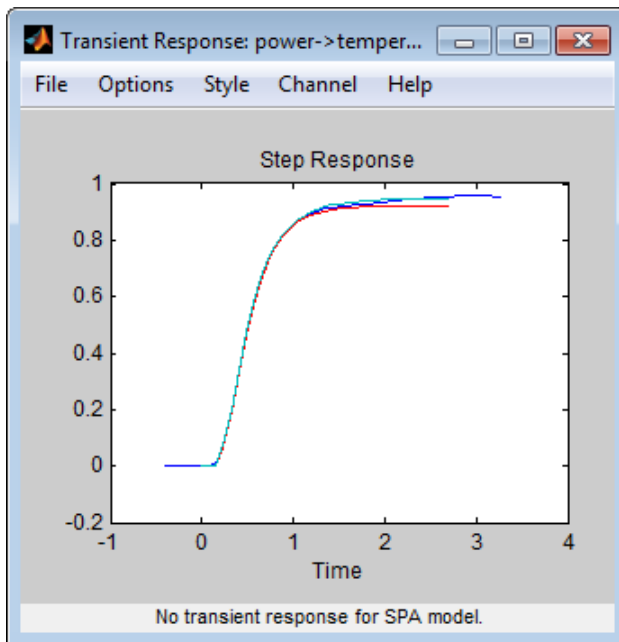 Transient Response: power->temper...
File Options Style Channel Help
Step Response
1
0.8
0.6
0.4
0.2
0
-0.2
-1 0 1 2 3 4
Time
No transient response for SPA model.